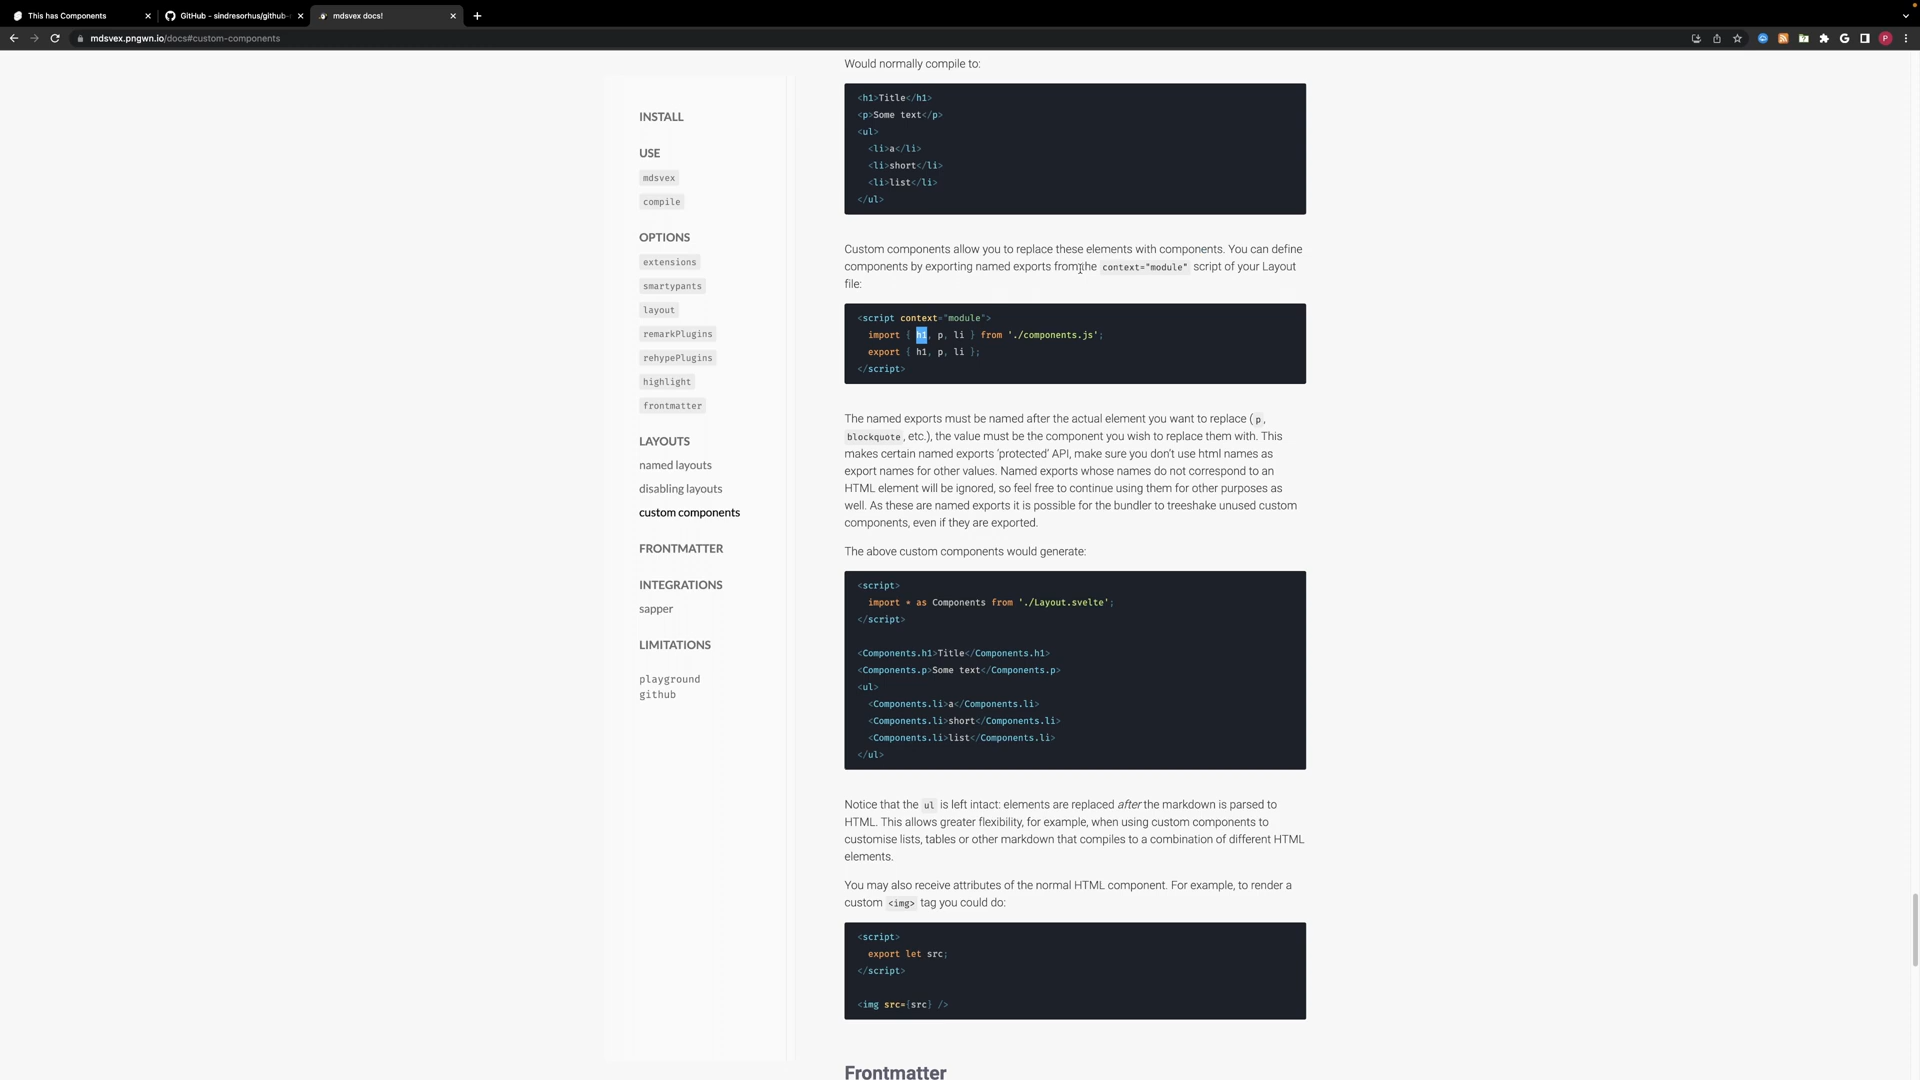 This has Components
GitHub - sindresorhus/github-
mdsvex docs!
mdsvex.pngwn.io/docs#custom-components
INSTALL
USE
mdsvex
compile
OPTIONS
extensions
smartypants
layout
remarkPlugins
rehypePlugins
highlight
frontmatter
LAYOUTS
named layouts
disabling layouts
custom components
FRONTMATTER
INTEGRATIONS
sapper
LIMITATIONS
playground
github
Would normally compile to:
<h1>Title</h1>
<p>Some text</p>
<ul>
<li>a</li>
<li>short</li>
<li>list</li>
</ul>
Custom components allow you to replace these elements with components. You can define
components by exporting named exports from the context="module" script of your Layout
file:
<script context="module">
import { h1, p, li } from './components.js';
export { h1, p, li };
</script>
The named exports must be named after the actual element you want to replace ( p ,
blockquote , etc.), the value must be the component you wish to replace them with. This
makes certain named exports ‘protected’ API, make sure you don’t use html names as
export names for other values. Named exports whose names do not correspond to an
HTML element will be ignored, so feel free to continue using them for other purposes as
well. As these are named exports it is possible for the bundler to treeshake unused custom
components, even if they are exported.
The above custom components would generate:
<script>
import * as Components from './Layout.svelte';
</script>
<Components.h1>Title</Components.h1>
<Components.p>Some text</Components.p>
<ul>
<Components.li>a</Components.li>
<Components.li>short</Components.li>
<Components.li>list</Components.li>
</ul>
Notice that the ul is left intact: elements are replaced after the markdown is parsed to
HTML. This allows greater flexibility, for example, when using custom components to
customise lists, tables or other markdown that compiles to a combination of different HTML
elements.
You may also receive attributes of the normal HTML component. For example, to render a
custom <img> tag you could do:
<script>
export let src;
</script>
<img src={src} />
Frontmatter